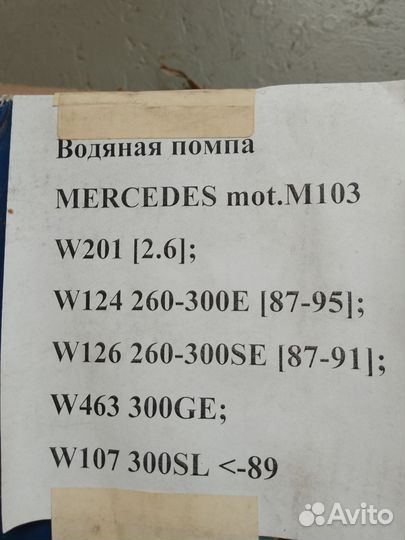 Водяная помпа
MERCEDES mot.M103
W201 [2.6];
W124 260-300E [87-95];
W126 260-300SE [87-91];
W463 300GE;
W107 300SL <-89
Avito